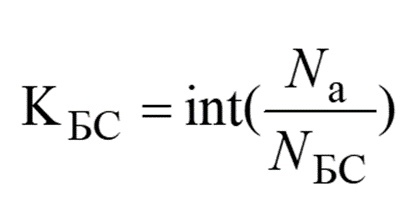 K_БС = int(N_а / N_БС)